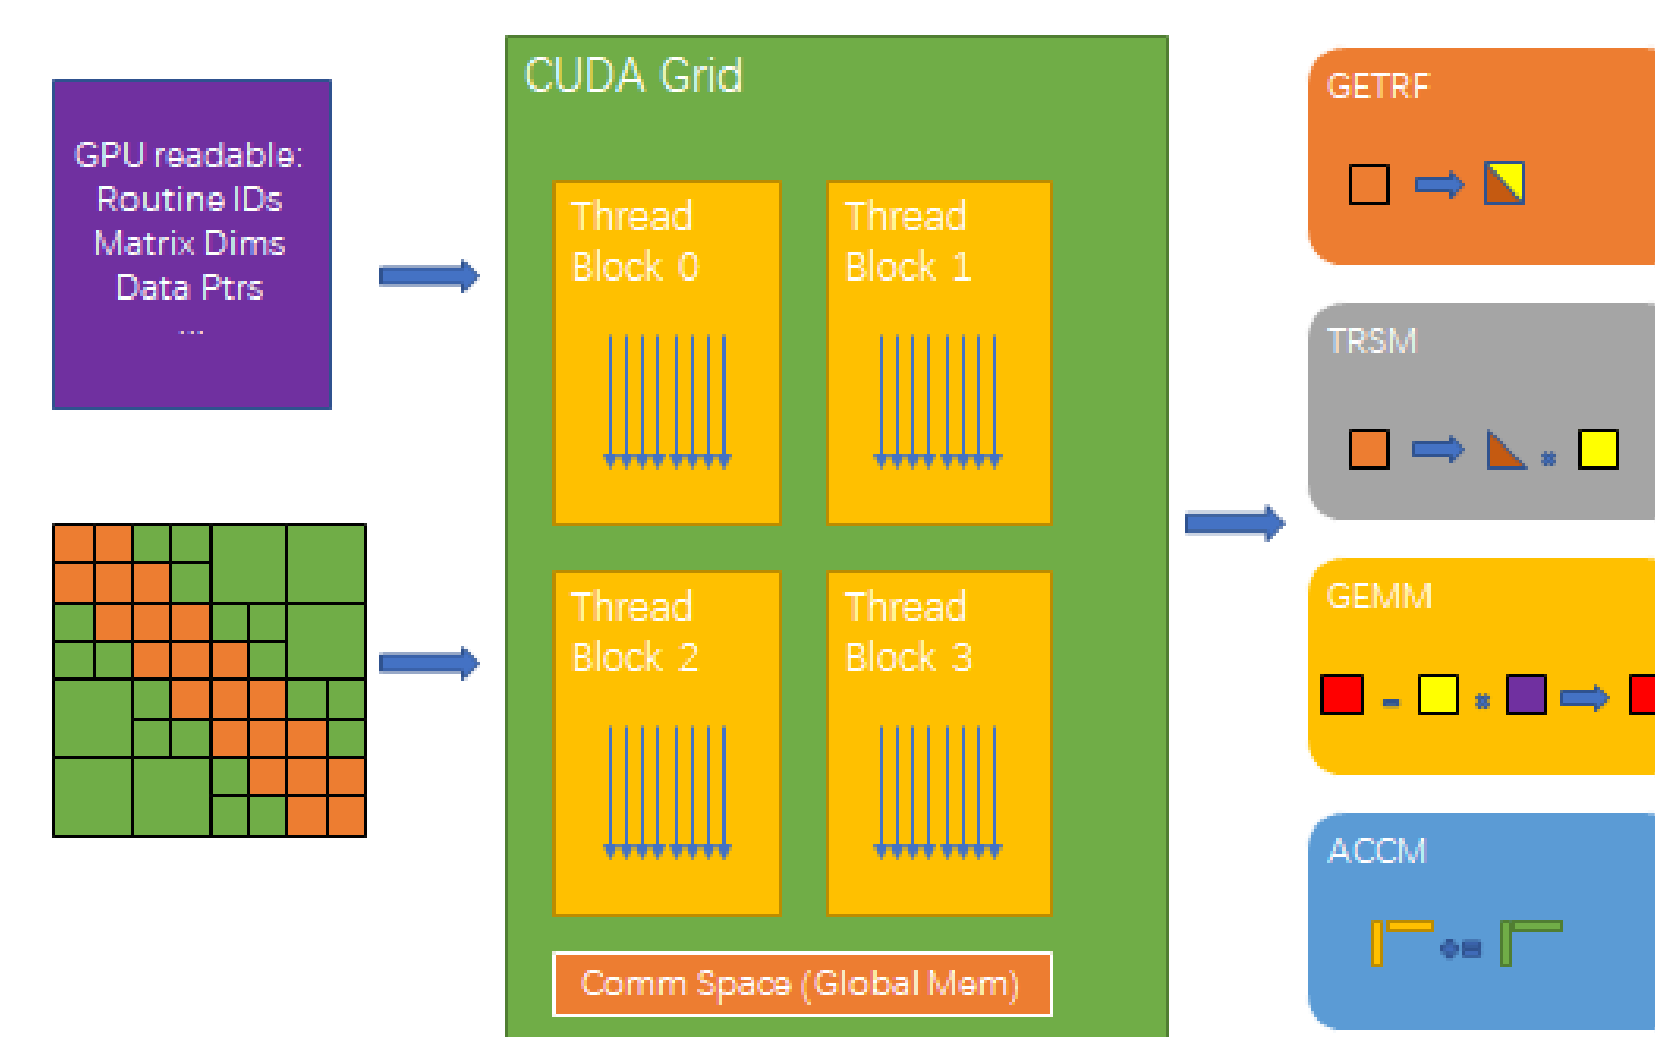 GPU readable:
Routine IDs
Matrix Dims
Data Ptrs
....
CUDA Grid
Thread
Block 0
Thread
Block 1
Thread
Block 2
Thread
Block 3
Comm Space (Global Mem)
GETRF
TRSM
*
GEMM
- *
ACCM
+=